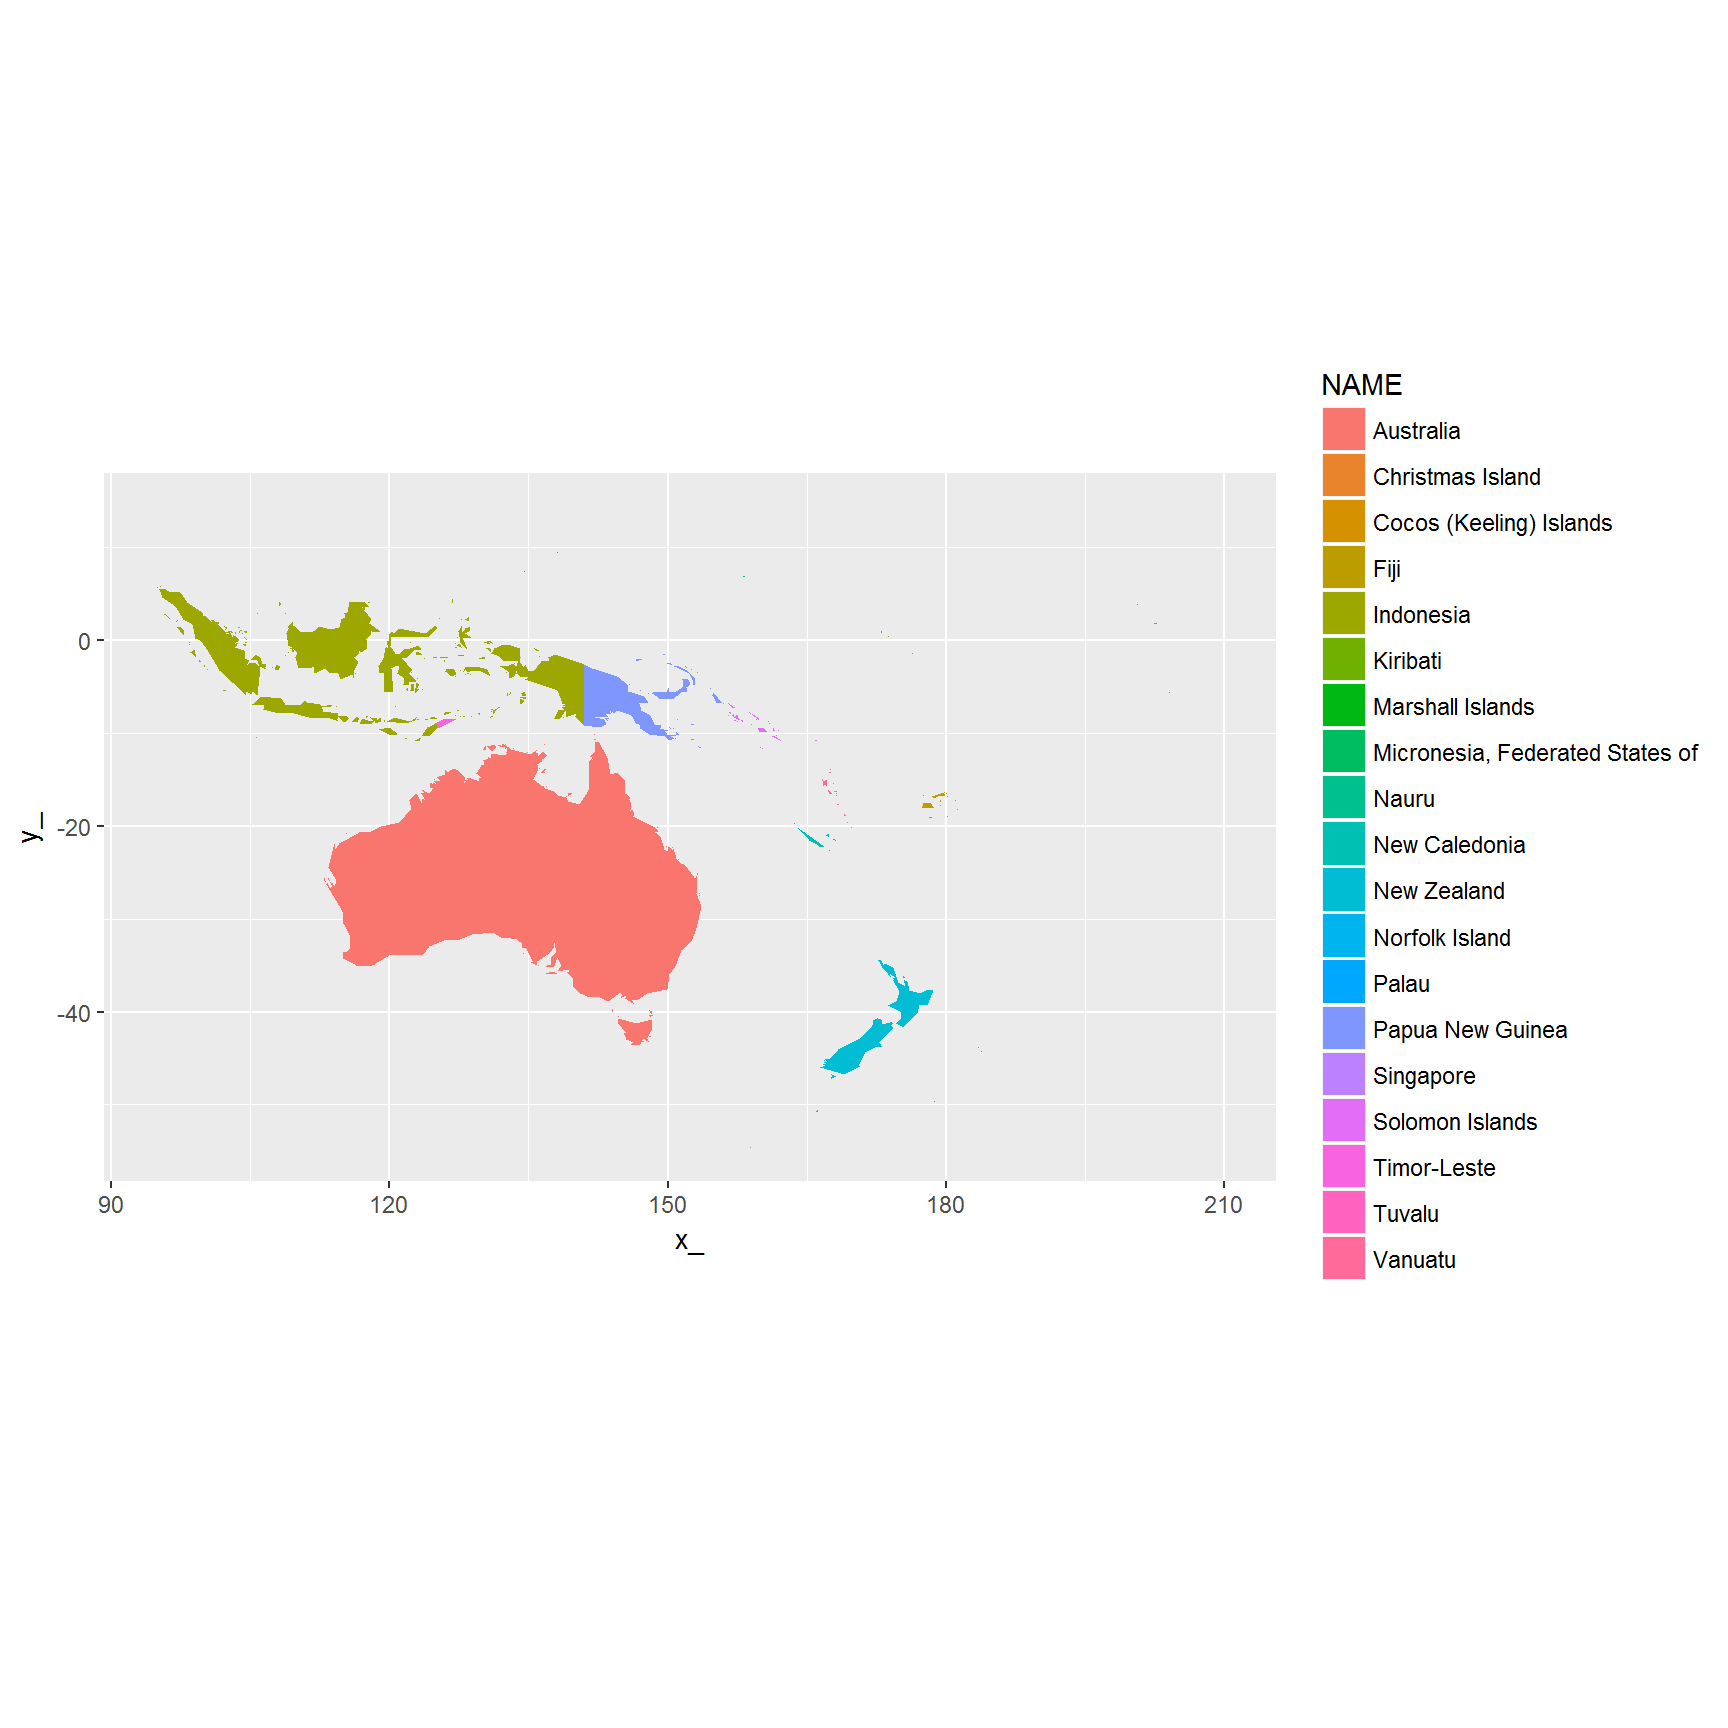 NAME
Australia
Christmas Island
Cocos (Keeling) Islands
Fiji
Indonesia
Kiribati
Marshall Islands
Micronesia, Federated States of
Nauru
New Caledonia
New Zealand
Norfolk Island
Palau
Papua New Guinea
Singapore
Solomon Islands
Timor-Leste
Tuvalu
Vanuatu
0
-20
-40
y_
90 120 150 180 210
x_